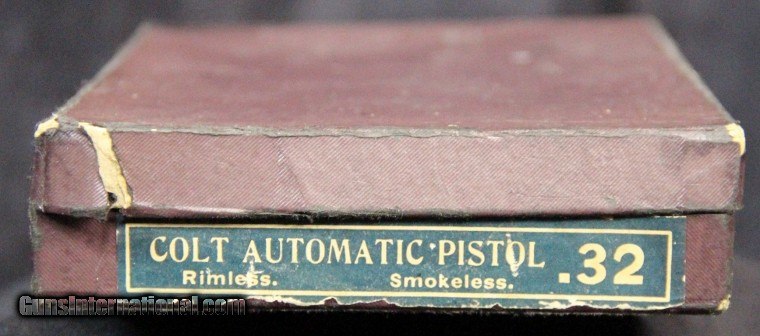 COLT AUTOMATIC PISTOL .32
Rimless. Smokeless.
GunsInternational.com